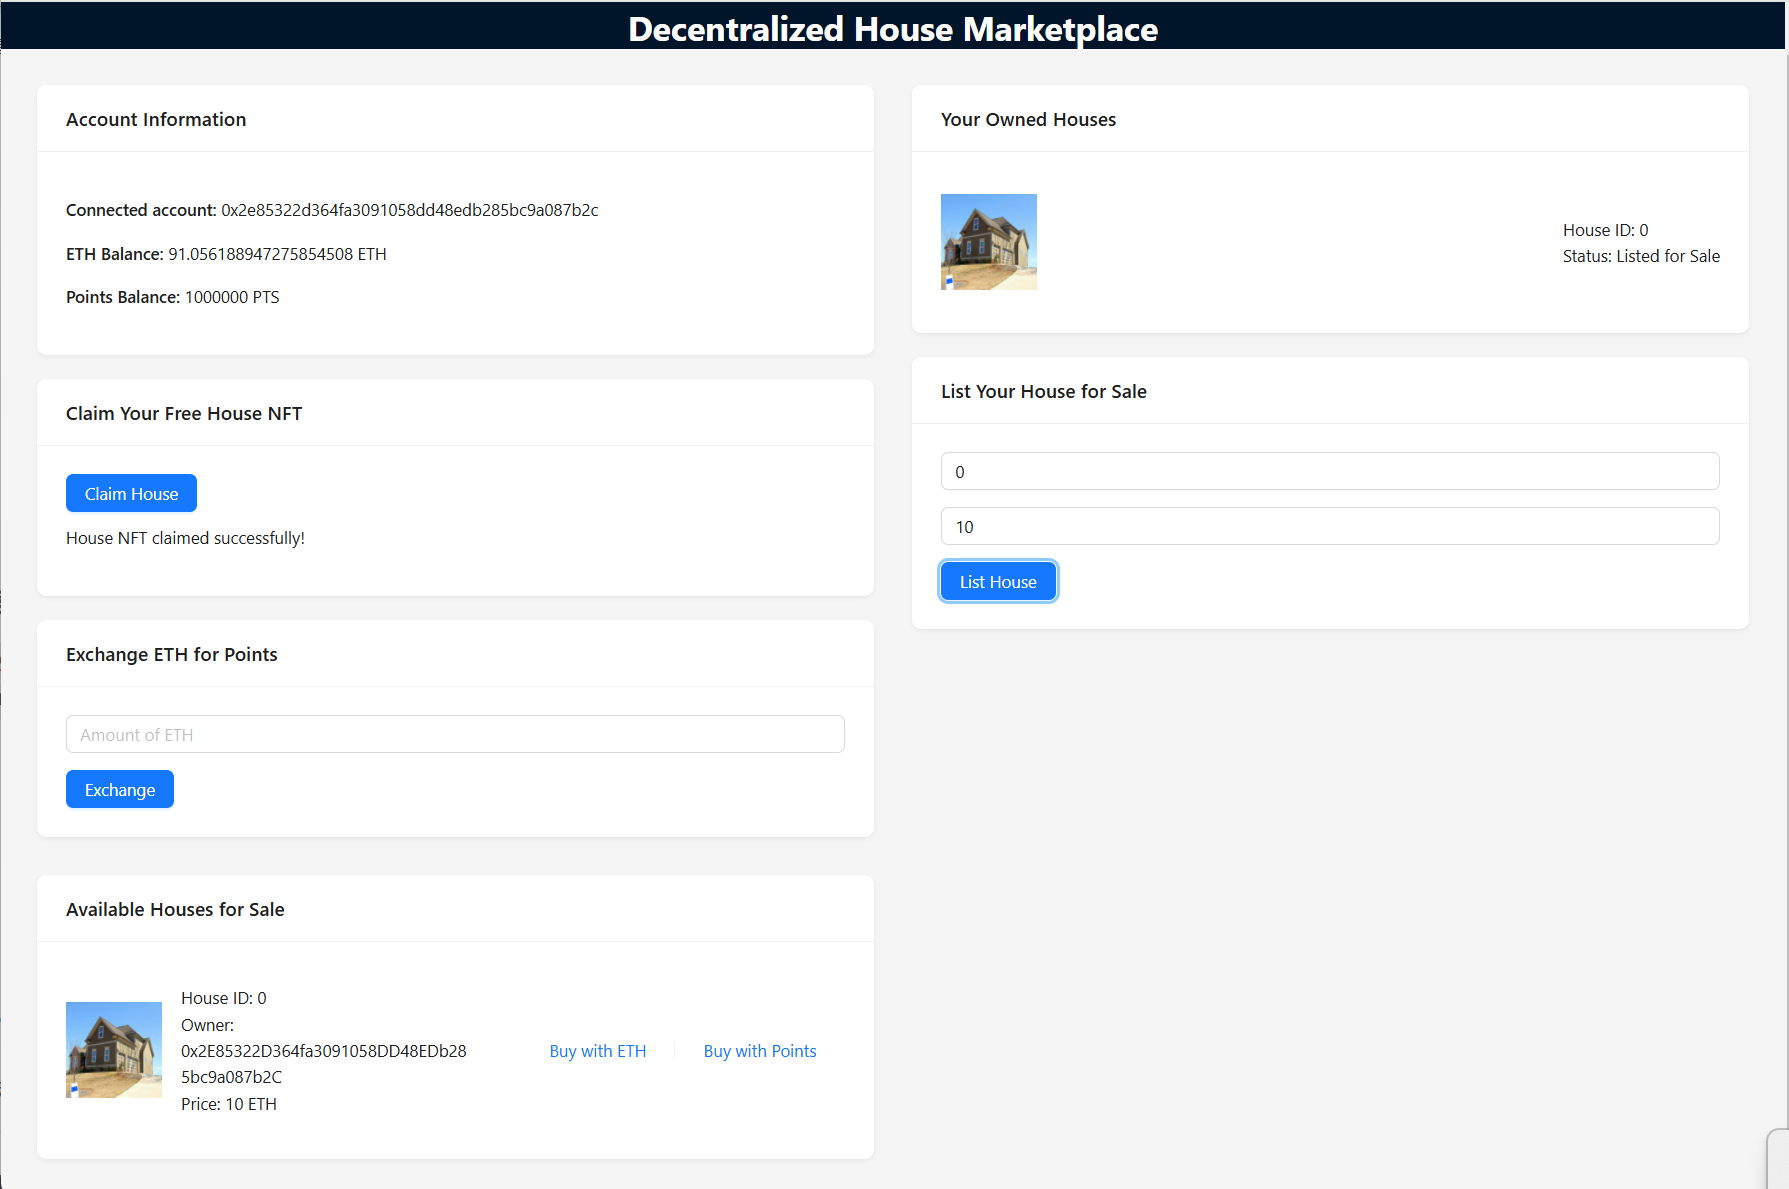 Decentralized House Marketplace
Account Information
Connected account: 0x2e85322d364fa3091058dd48edb285bc9a087b2c
ETH Balance: 91.056188947275854508 ETH
Points Balance: 1000000 PTS
Claim Your Free House NFT
Claim House
House NFT claimed successfully!
Exchange ETH for Points
Amount of ETH
Exchange
Available Houses for Sale
House ID: 0
Owner:
0x2E85322D364fa3091058DD48EDb28
5bc9a087b2C
Price: 10 ETH
Buy with ETH
Buy with Points
Your Owned Houses
House ID: 0
Status: Listed for Sale
List Your House for Sale
0
10
List House